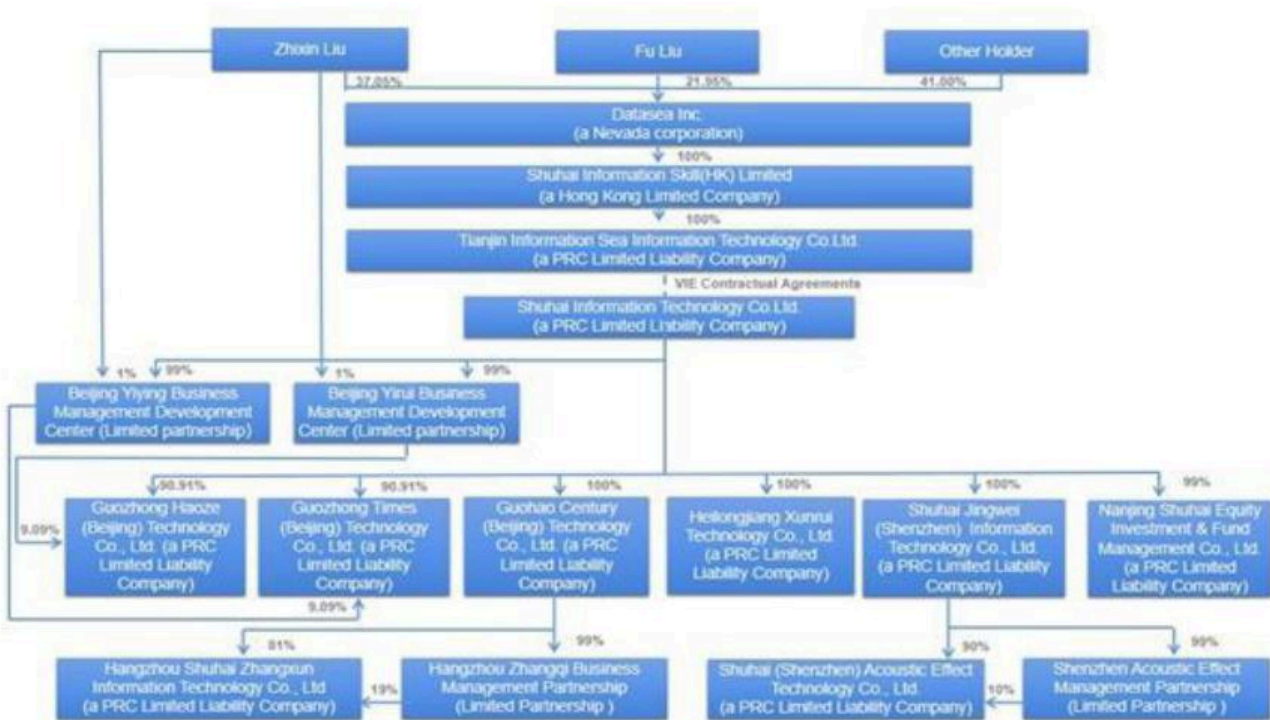 Zhixin Liu
Fu Liu
Other Holder
37.05%
21.95%
41.00%
Datasea Inc.
(a Nevada corporation)
100%
Shuhai Information Skill(HK) Limited
(a Hong Kong Limited Company)
100%
Tianjin Information Sea Information Technology Co.Ltd.
(a PRC Limited Liability Company)
VIE Contractual Agreements
Shuhai Information Technology Co.Ltd.
(a PRC Limited Liability Company)
1%
99%
1%
99%
Beijing Yiying Business
Management Development
Center (Limited partnership)
Beijing Yirui Business
Management Development
Center (Limited partnership)
90.91%
90.91%
100%
100%
100%
99%
9.09%
Guozhong Haoze
(Beijing) Technology
Co., Ltd. (a PRC
Limited Liability
Company)
Guozhong Times
(Beijing) Technology
Co., Ltd. (a PRC
Limited Liability
Company)
Guohao Century
(Beijing) Technology
Co., Ltd. (a PRC
Limited Liability
Company)
Heilongjiang Xunrui
Technology Co., Ltd.
(a PRC Limited
Liability Company)
Shuhai Jingwei
(Shenzhen) Information
Technology Co., Ltd.
(a PRC Limited Liability
Company)
Nanjing Shuhai Equity
Investment & Fund
Management Co., Ltd.
(a PRC Limited
Liability Company)
9.09%
81%
99%
90%
99%
Hangzhou Shuhai Zhangxun
Information Technology Co., Ltd
(a PRC Limited Liability Company)
19%
Hangzhou Zhangqi Business
Management Partnership
(Limited Partnership )
Shuhai (Shenzhen) Acoustic Effect
Technology Co., Ltd.
(a PRC Limited Liability Company)
10%
Shenzhen Acoustic Effect
Management Partnership
(Limited Partnership )